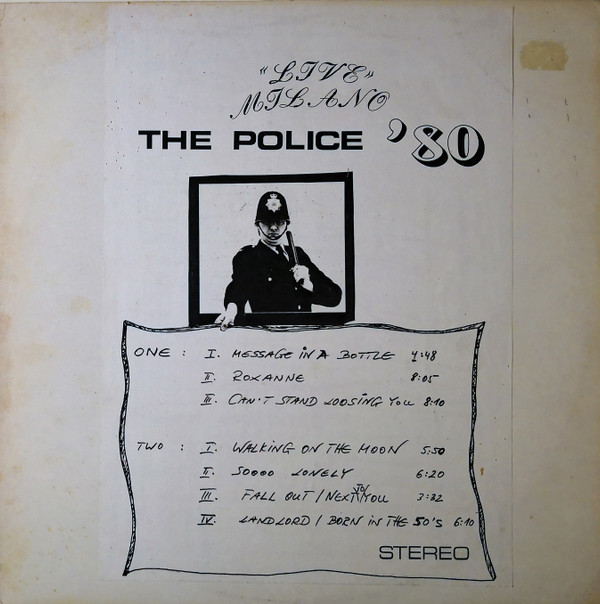 "LIVE"
MILANO
THE POLICE '80
ONE : I. MESSAGE IN A BOTTLE 4:48
II. ROXANNE 8:05
III. CAN'T STAND LOOSING YOU 8:10
TWO : I. WALKING ON THE MOON 5:50
II. SOOOO LONELY 6:20
III. FALL OUT / NEXT TO YOU 3:22
IV. LANDLORD / BORN IN THE 50'S 6:10
STEREO